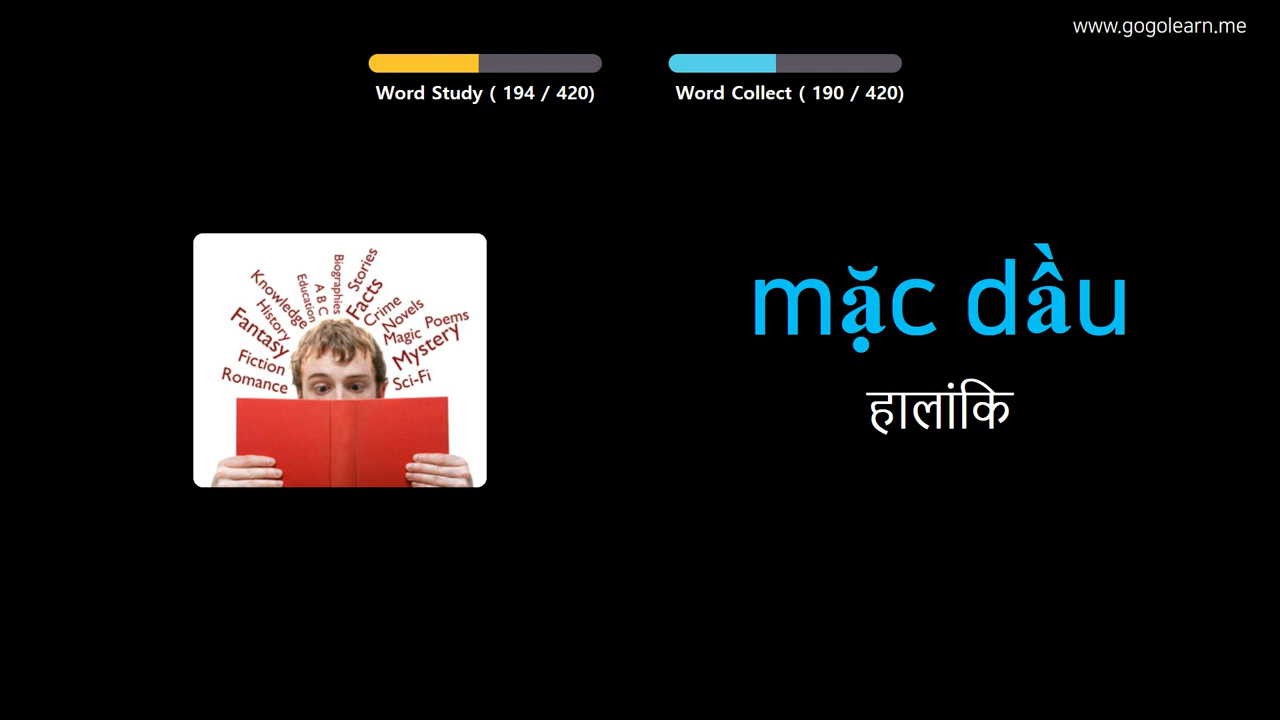 www.gogolearn.me
Word Study ( 194 / 420)
Word Collect ( 190 / 420)
Knowledge
History
Fantasy
Fiction
Romance
Education
A B C
Biographies
Stories
Facts
Crime
Novels
Magic
Poems
Mystery
Sci-Fi
mặc dầu
हालांकि